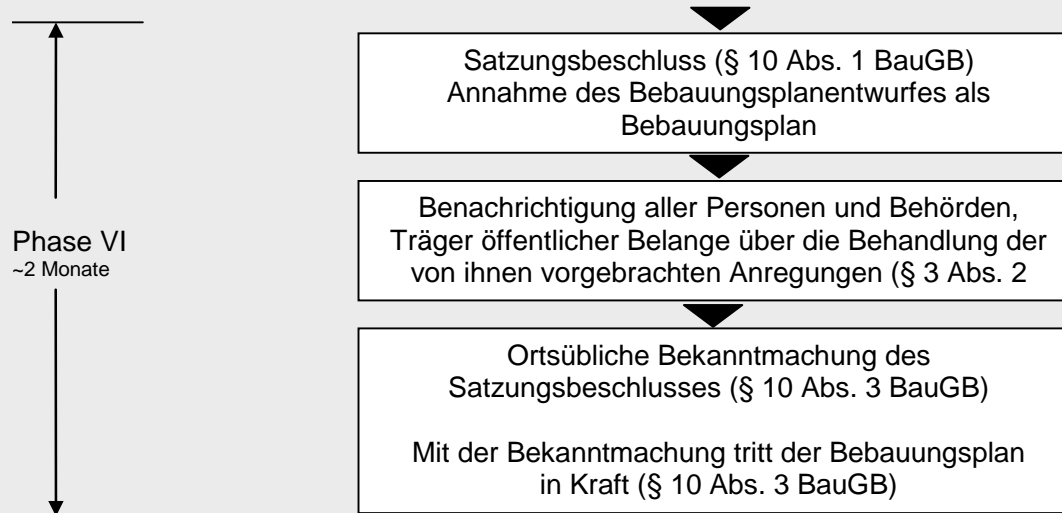 Satzungsbeschluss (§ 10 Abs. 1 BauGB)
Annahme des Bebauungsplanentwurfes als
Bebauungsplan
Phase VI
~2 Monate
Benachrichtigung aller Personen und Behörden,
Träger öffentlicher Belange über die Behandlung der
von ihnen vorgebrachten Anregungen (§ 3 Abs. 2
Ortsübliche Bekanntmachung des
Satzungsbeschlusses (§ 10 Abs. 3 BauGB)
Mit der Bekanntmachung tritt der Bebauungsplan
in Kraft (§ 10 Abs. 3 BauGB)